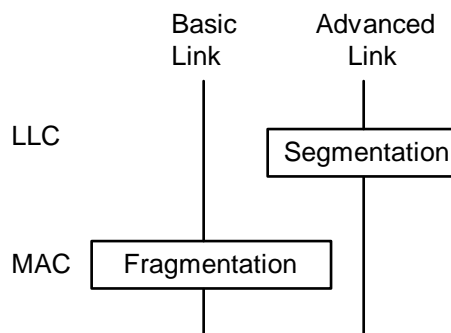 Basic
Link
Advanced
Link
LLC
Segmentation
MAC
Fragmentation